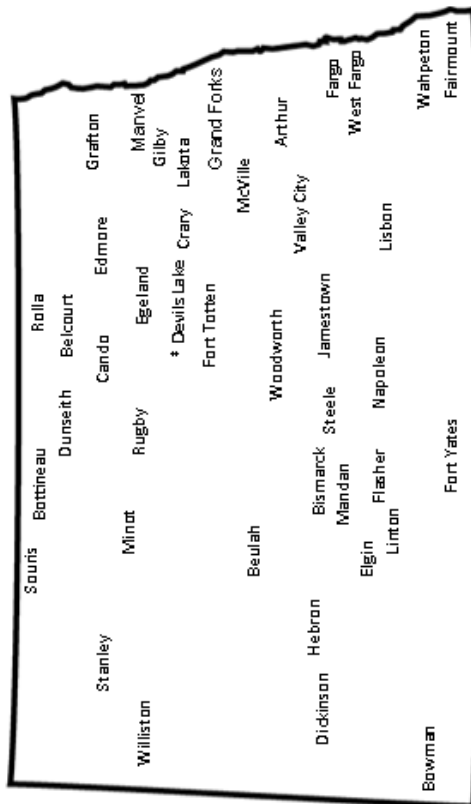 Souris
Bottineau
Dunseith
Rolla
Belcourt
Stanley
Cando
Edmore
Grafton
Williston
Minot
Rugby
Egeland
Manvel
Gilby
* Devils Lake
Crary
Lakota
Fort Totten
Grand Forks
McVille
Beulah
Woodworth
Arthur
Valley City
Dickinson
Hebron
Bismarck
Mandan
Steele
Jamestown
Fargo
West Fargo
Elgin
Flasher
Linton
Napoleon
Lisbon
Bowman
Fort Yates
Wahpeton
Fairmount